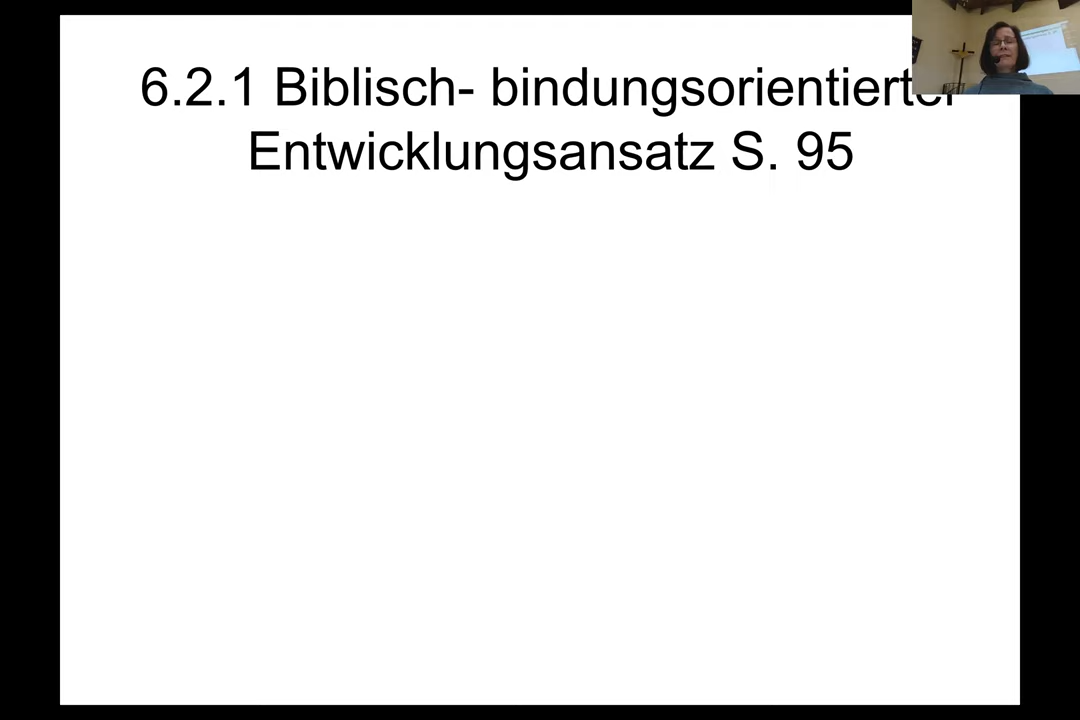 6.2.1 Biblisch- bindungsorientierter
Entwicklungsansatz S. 95